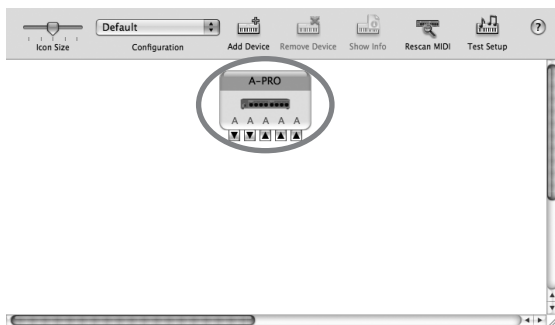 Default
Icon Size
Configuration
Add Device
Remove Device
Show Info
Rescan MIDI
Test Setup
?
A-PRO
A A A A A